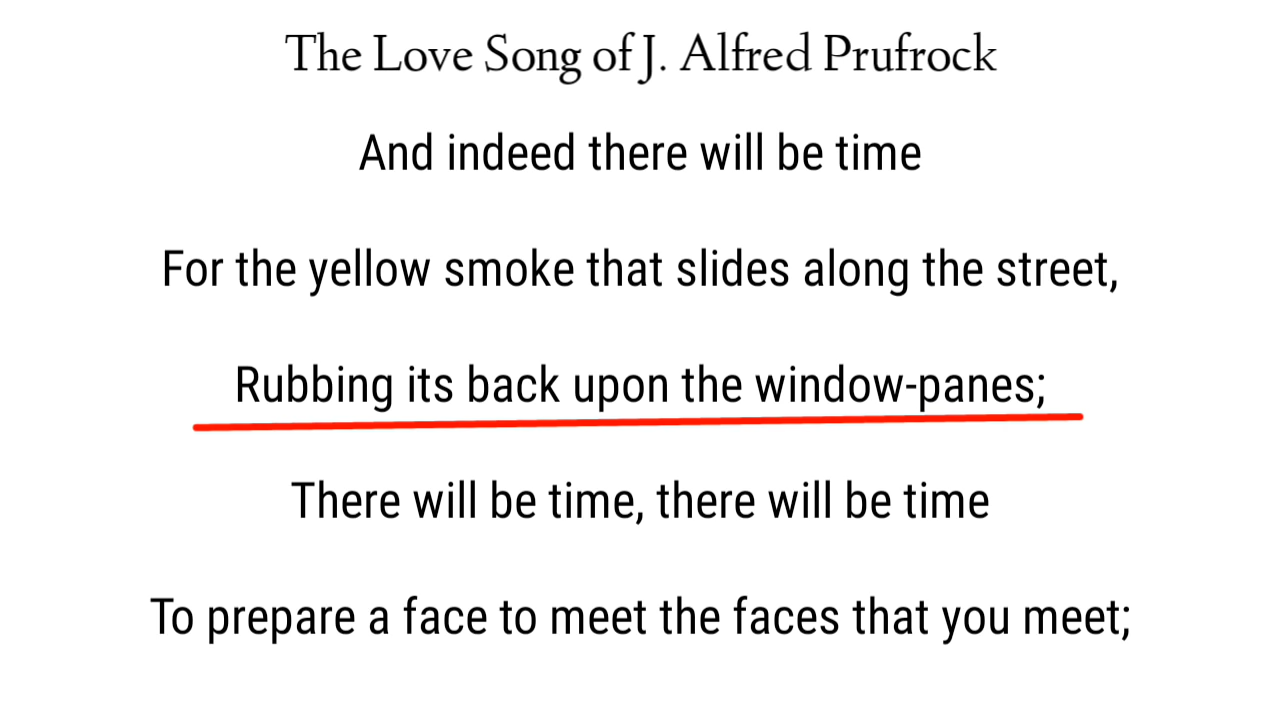 The Love Song of J. Alfred Prufrock
And indeed there will be time
For the yellow smoke that slides along the street,
Rubbing its back upon the window-panes;
There will be time, there will be time
To prepare a face to meet the faces that you meet;